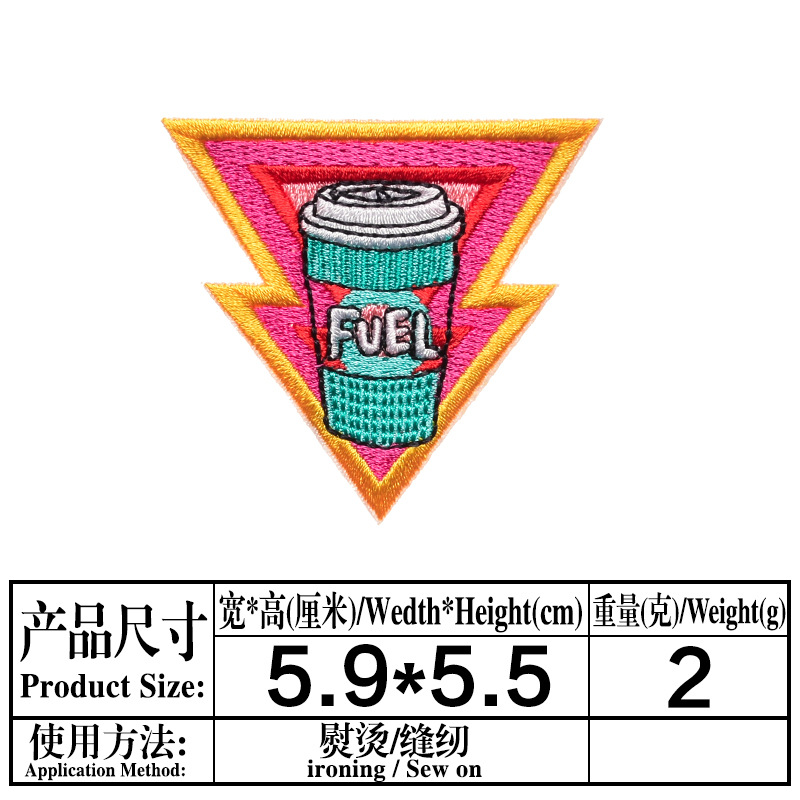 FUEL
产品尺寸
Product Size:
宽*高(厘米)/Wedth*Height(cm)
重量(克)/Weight(g)
5.9*5.5
2
使用方法:
Application Method:
熨烫/缝纫
ironing / Sew on